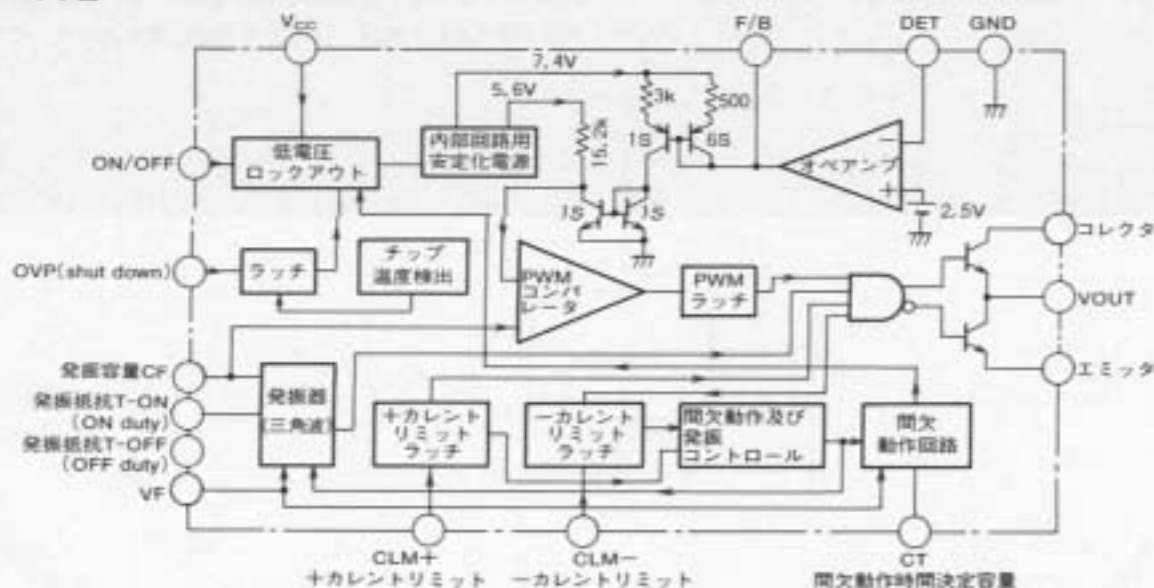 VCC
F/B
DET
GND
7.4V
5.6V
3k
500
15.2k
1S
6S
ON/OFF
低電圧
ロックアウト
内部回路用
安定化電源
オペアンプ
−
+
2.5V
1S
1S
コレクタ
OVP(shut down)
ラッチ
チップ
温度検出
PWM
コンパ
レータ
PWM
ラッチ
VOUT
発振容量CF
発振抵抗T-ON
(ON duty)
発振抵抗T-OFF
(OFF duty)
VF
発振器
(三角波)
+カレント
リミット
ラッチ
−カレント
リミット
ラッチ
間欠動作及び
発振
コントロール
間欠
動作回路
エミッタ
CLM+
+カレントリミット
CLM−
−カレントリミット
CT
間欠動作時間決定容量